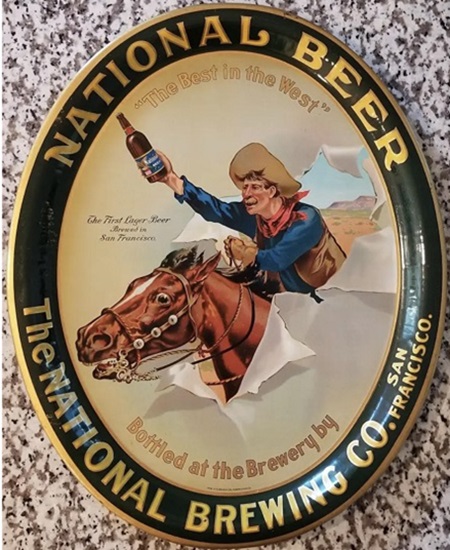 NATIONAL BEER
"The Best in the West"
The First Lager Beer
Brewed in
San Francisco.
Bottled at the Brewery by
The NATIONAL BREWING CO. SAN FRANCISCO.